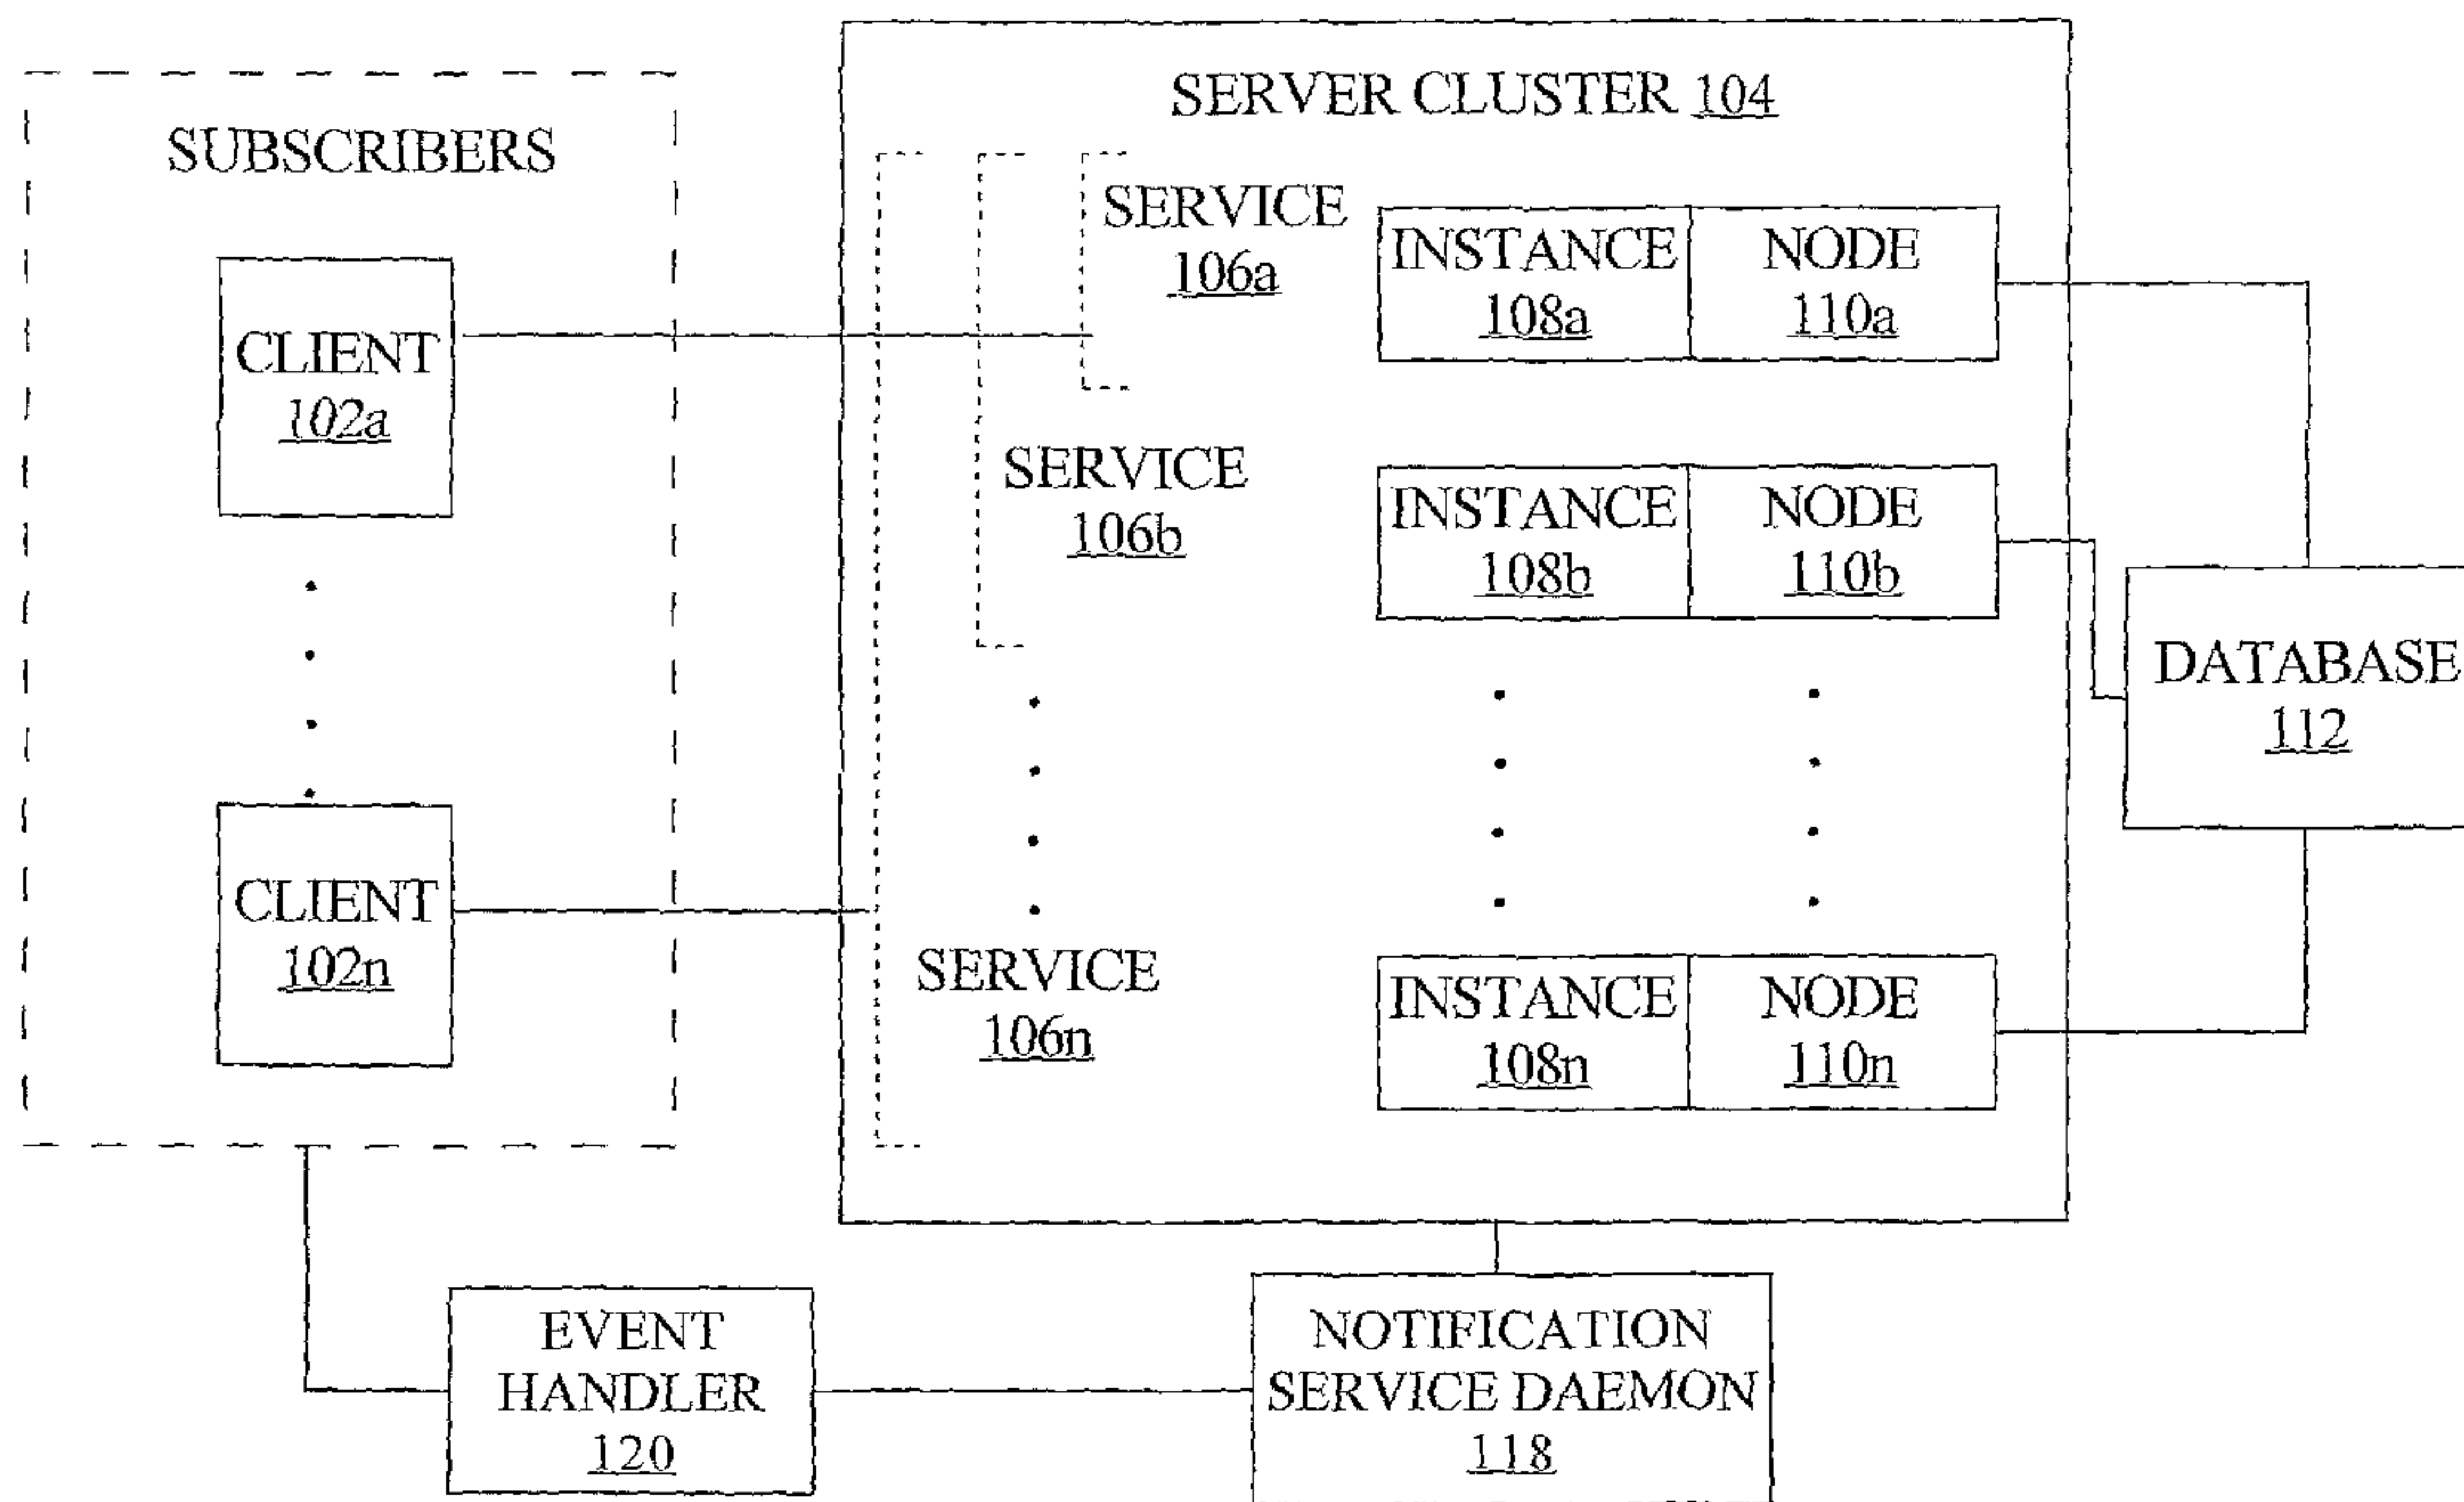 SERVER CLUSTER 104
SUBSCRIBERS
CLIENT
102a
CLIENT
102n
SERVICE
106a
SERVICE
106b
SERVICE
106n
INSTANCE
108a
NODE
110a
INSTANCE
108b
NODE
110b
INSTANCE
108n
NODE
110n
DATABASE
112
EVENT
HANDLER
120
NOTIFICATION
SERVICE DAEMON
118